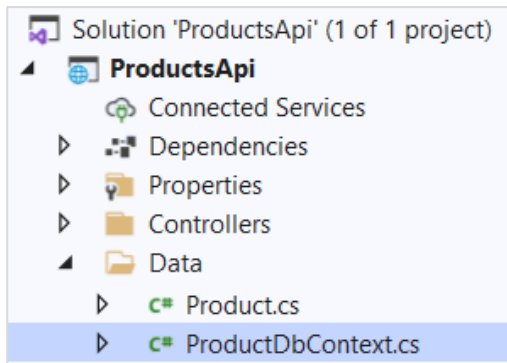 Solution 'ProductsApi' (1 of 1 project)
ProductsApi
Connected Services
Dependencies
Properties
Controllers
Data
C# Product.cs
C# ProductDbContext.cs